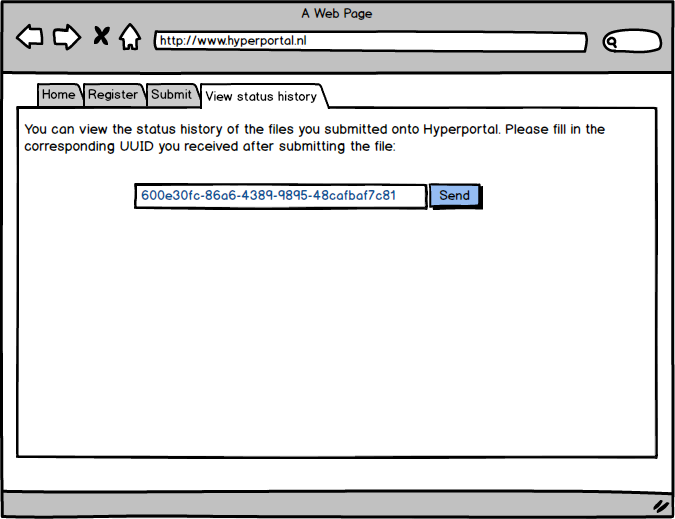 A Web Page
http://www.hyperportal.nl
Home Register Submit View status history
You can view the status history of the files you submitted onto Hyperportal. Please fill in the
corresponding UUID you received after submitting the file:
600e30fc-86a6-4389-9895-48cafbaf7c81 Send